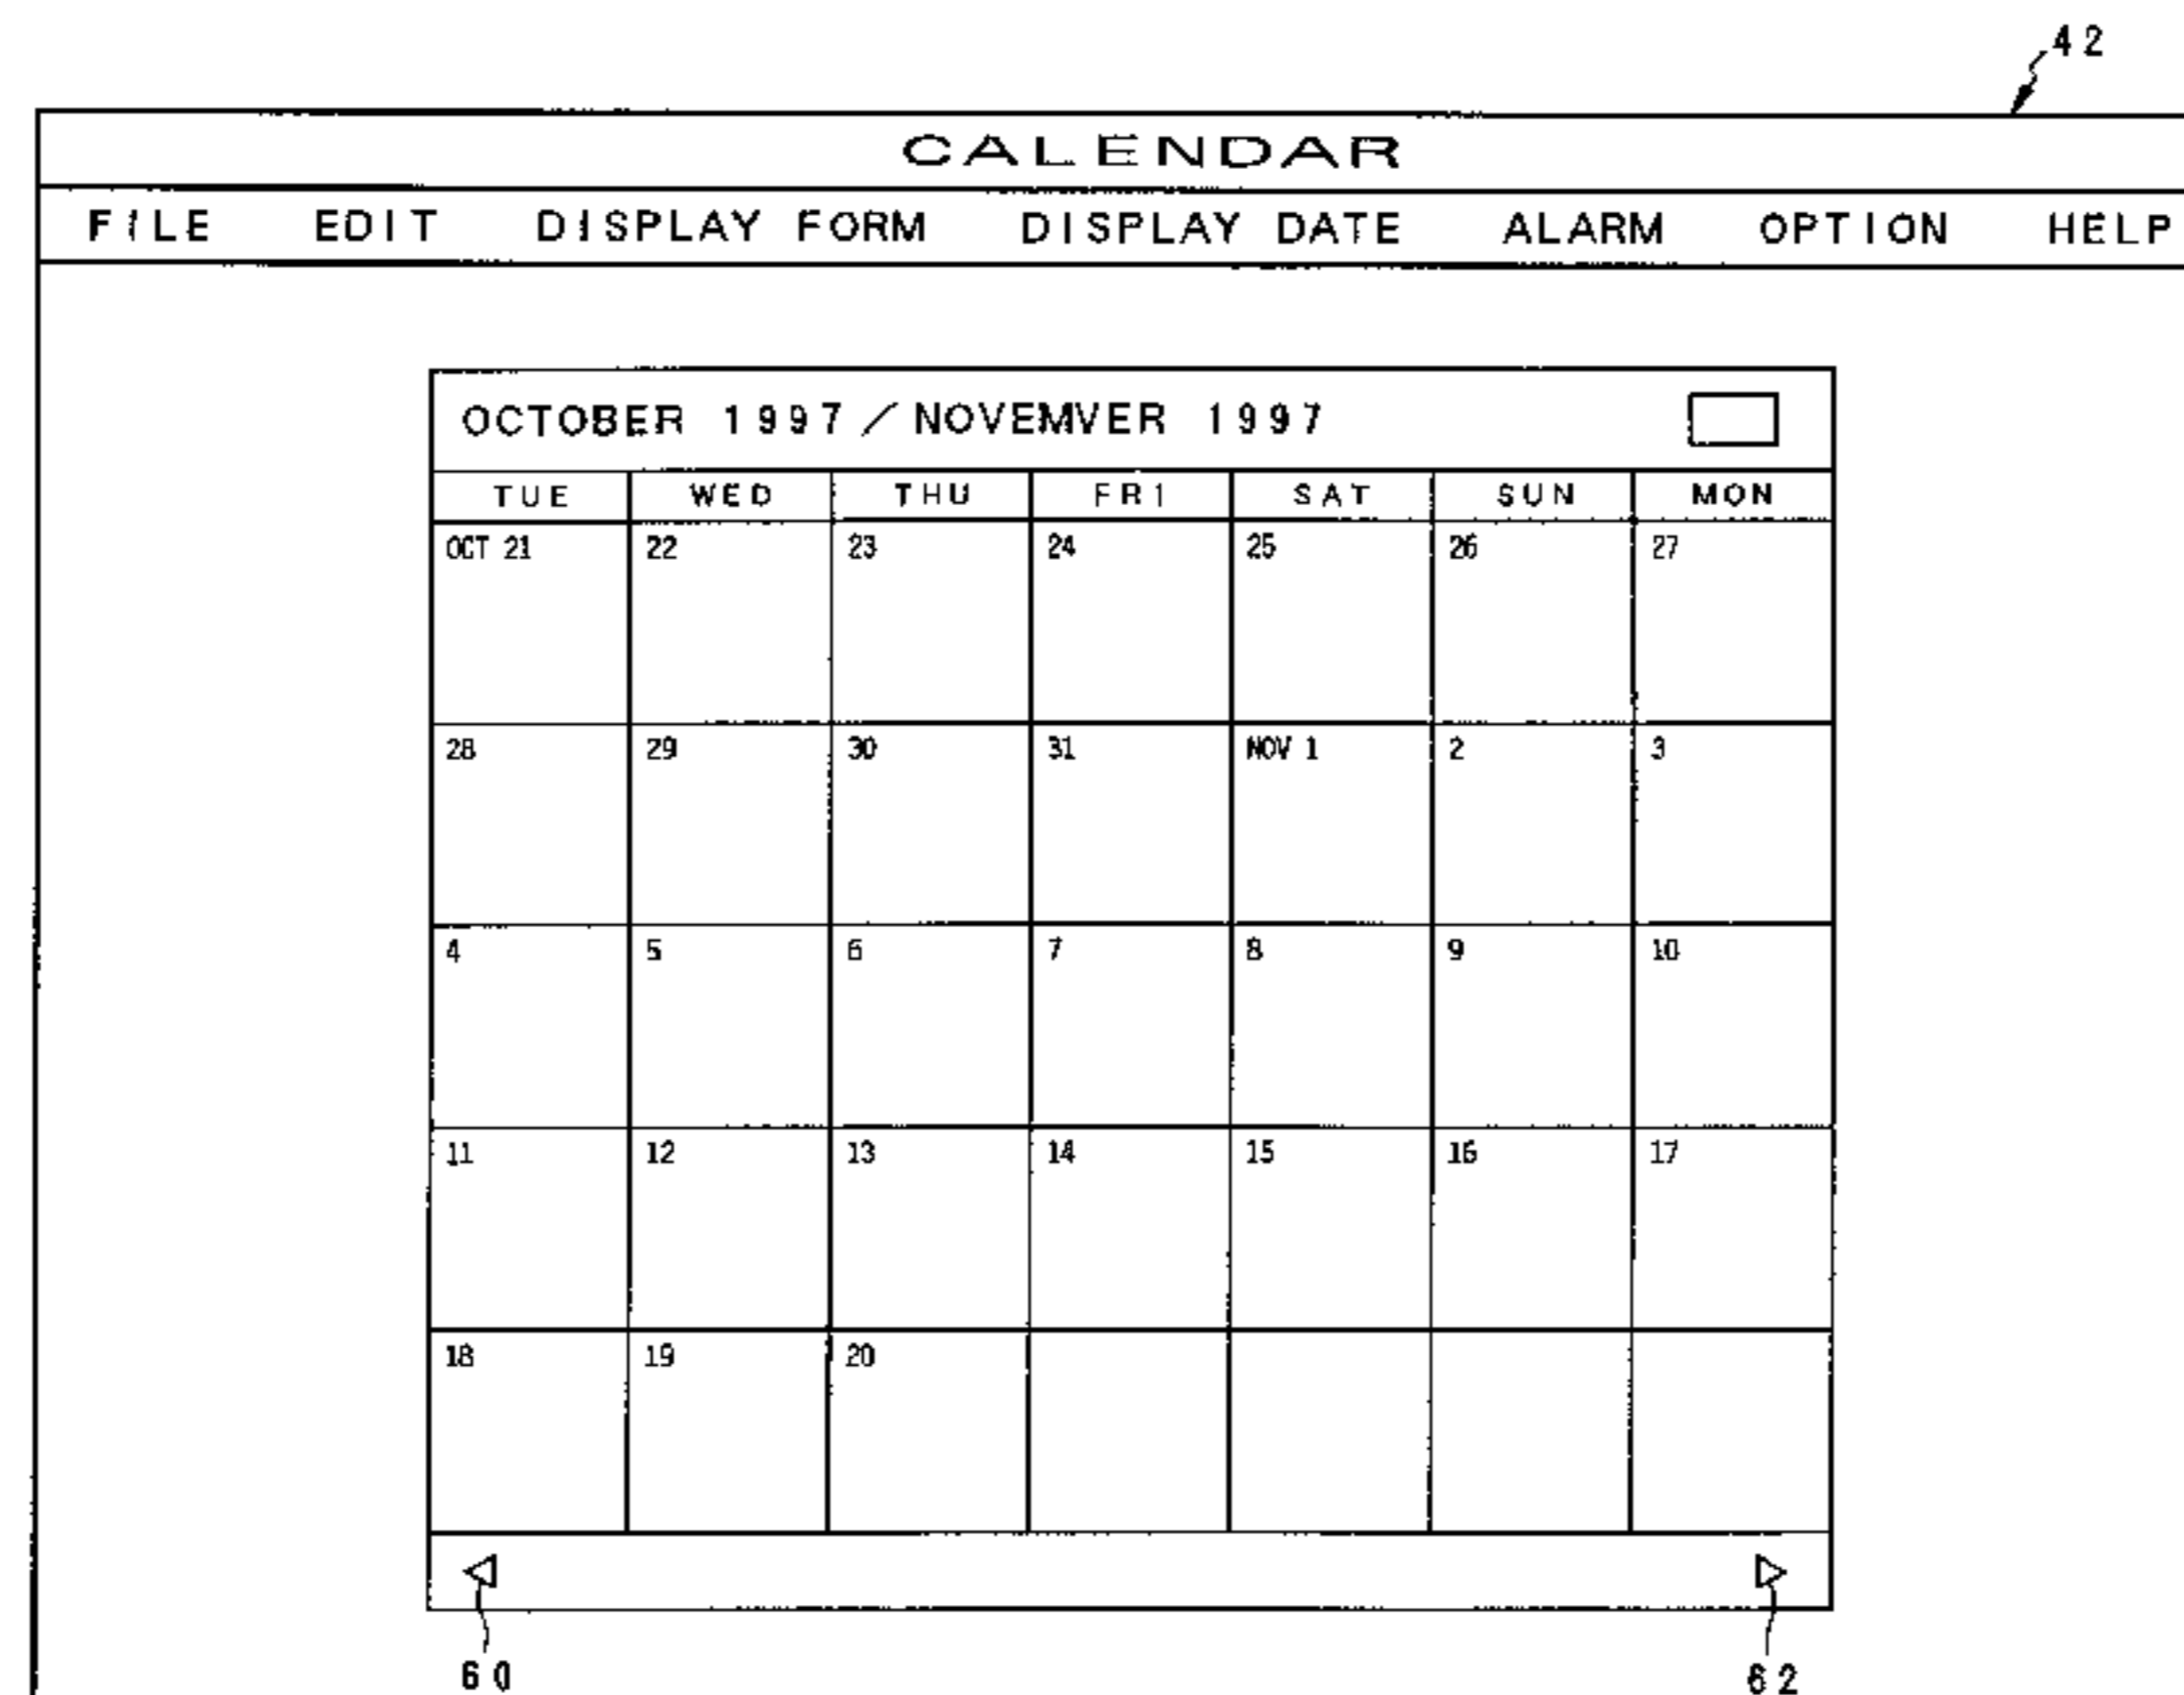 42
CALENDAR
FILE EDIT DISPLAY FORM DISPLAY DATE ALARM OPTION HELP
OCTOBER 1997/NOVEMVER 1997
TUE WED THU FRI SAT SUN MON
OCT 21 22 23 24 25 26 27
28 29 30 31 NOV 1 2 3
4 5 6 7 8 9 10
11 12 13 14 15 16 17
18 19 20
60 62